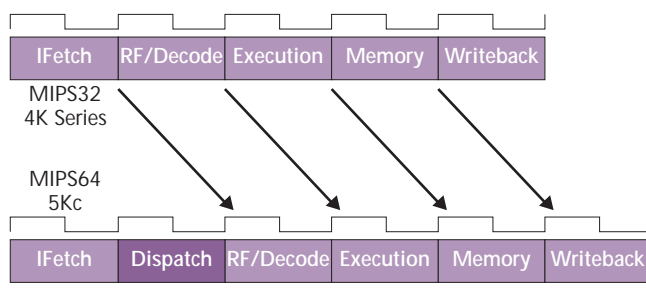 IFetch RF/Decode Execution Memory Writeback
MIPS32
4K Series
MIPS64
5Kc
IFetch Dispatch RF/Decode Execution Memory Writeback